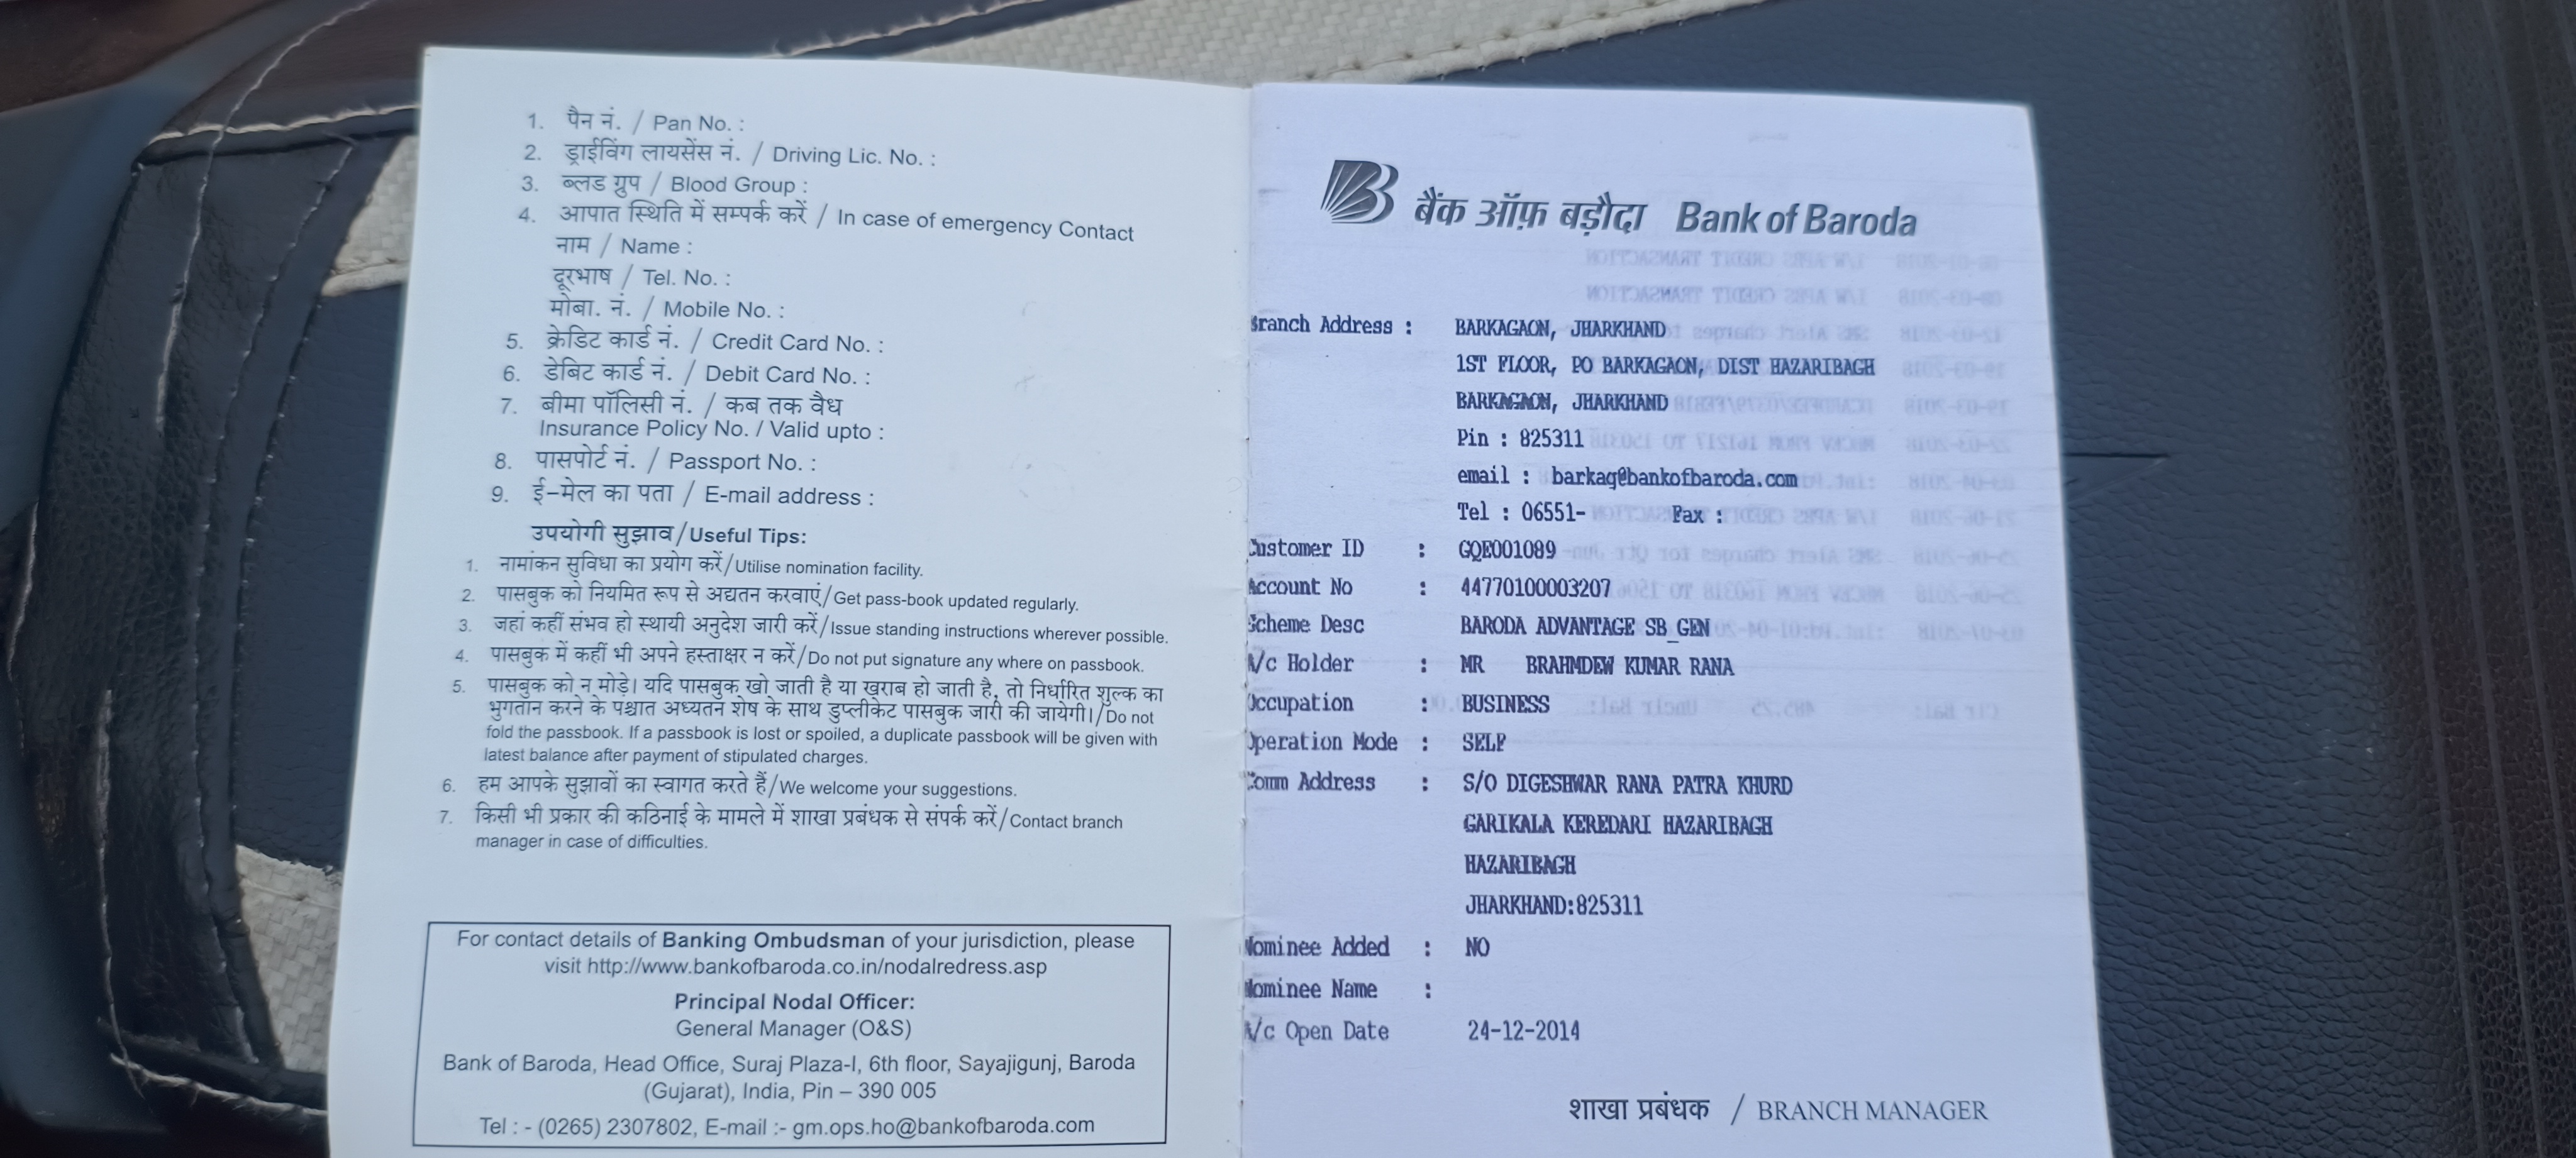 1. पैन नं. / Pan No. :
2. ड्राईविंग लायसेंस नं. / Driving Lic. No. :
3. ब्लड ग्रुप / Blood Group :
4. आपात स्थिति में सम्पर्क करें / In case of emergency Contact
नाम / Name :
दूरभाष / Tel. No. :
मोबा. नं. / Mobile No. :
5. क्रेडिट कार्ड नं. / Credit Card No. :
6. डेबिट कार्ड नं. / Debit Card No. :
7. बीमा पॉलिसी नं. / कब तक वैध
Insurance Policy No. / Valid upto :
8. पासपोर्ट नं. / Passport No. :
9. ई-मेल का पता / E-mail address :
उपयोगी सुझाव/Useful Tips:
1. नामांकन सुविधा का प्रयोग करें/Utilise nomination facility.
2. पासबुक को नियमित रूप से अद्यतन करवाएं/Get pass-book updated regularly.
3. जहां कहीं संभव हो स्थायी अनुदेश जारी करें/Issue standing instructions wherever possible.
4. पासबुक में कहीं भी अपने हस्ताक्षर न करें/Do not put signature any where on passbook.
5. पासबुक को न मोड़े। यदि पासबुक खो जाती है या खराब हो जाती है, तो निर्धारित शुल्क का
भुगतान करने के पश्चात अध्यतन शेष के साथ डुप्लीकेट पासबुक जारी की जायेगी।/Do not
fold the passbook. If a passbook is lost or spoiled, a duplicate passbook will be given with
latest balance after payment of stipulated charges.
6. हम आपके सुझावों का स्वागत करते हैं/We welcome your suggestions.
7. किसी भी प्रकार की कठिनाई के मामले में शाखा प्रबंधक से संपर्क करें/Contact branch
manager in case of difficulties.
For contact details of Banking Ombudsman of your jurisdiction, please
visit http://www.bankofbaroda.co.in/nodalredress.asp
Principal Nodal Officer:
General Manager (O&S)
Bank of Baroda, Head Office, Suraj Plaza-I, 6th floor, Sayajigunj, Baroda
(Gujarat), India, Pin – 390 005
Tel : - (0265) 2307802, E-mail :- gm.ops.ho@bankofbaroda.com
बैंक ऑफ़ बड़ौदा Bank of Baroda
Branch Address : BARKAGAON, JHARKHAND
1ST FLOOR, PO BARKAGAON, DIST HAZARIBAGH
BARKAGAON, JHARKHAND
Pin : 825311
email : barkag@bankofbaroda.com
Tel : 06551- Fax :
Customer ID : GQE001089
Account No : 44770100003207
Scheme Desc BARODA ADVANTAGE SB_GEN
A/c Holder : MR BRAHMDEW KUMAR RANA
Occupation : BUSINESS
Operation Mode : SELF
Comm Address : S/O DIGESHWAR RANA PATRA KHURD
GARIKALA KEREDARI HAZARIBAGH
HAZARIBAGH
JHARKHAND:825311
Nominee Added : NO
Nominee Name :
A/c Open Date 24-12-2014
शाखा प्रबंधक / BRANCH MANAGER